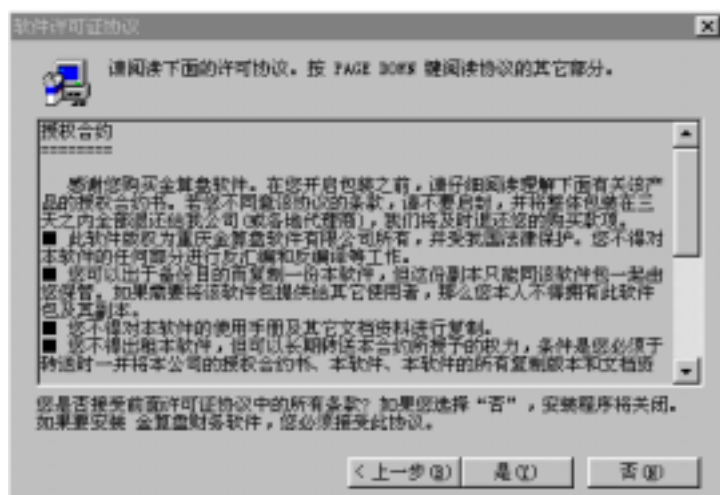 软件许可证协议
请阅读下面的许可协议。按 PAGE DOWN 键阅读协议的其它部分。
授权合约
========
感谢您购买金算盘软件。在您开启包装之前，请仔细阅读理解下面有关该产
品的授权合约书。若您不同意该协议的条款，请不要启封，并将整体包装在三
天之内全部退还给我公司(或各地代理商)，我们将及时退还您的购买款项。
■ 此软件版权为重庆金算盘软件有限公司所有，并受我国法律保护。您不得对
本软件的任何部分进行反汇编和反编译等工作。
■ 您可以出于备份目的而复制一份本软件，但这份副本只能同该软件包一起由
您保管。如果需要将该软件包提供给其它使用者，那么您本人不得拥有此软件
包及其副本。
■ 您不得对本软件的使用手册及其它文档资料进行复制。
■ 您不得出租本软件，但可以长期转送本合约所授予的权力，条件是您必须于
转送时一并将本公司的授权合约书、本软件、本软件的所有复制版本和文档资
您是否接受前面许可证协议中的所有条款? 如果您选择“否”，安装程序将关闭。
如果要安装 金算盘财务软件，您必须接受此协议。
<上一步(B) 是(Y) 否(N)